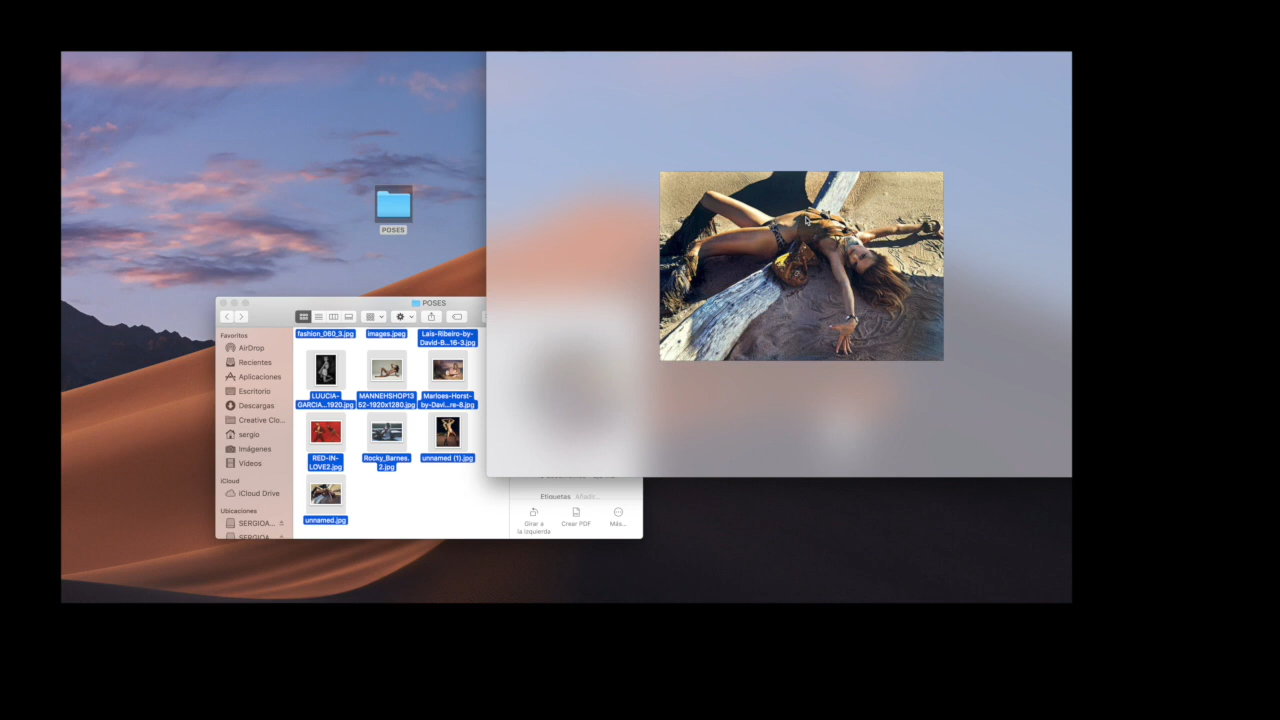 POSES
POSES
Favoritos
AirDrop
Recientes
Aplicaciones
Escritorio
Descargas
Creative Clo...
sergio
Imágenes
Vídeos
iCloud
iCloud Drive
Ubicaciones
SERGIOA...
SERGIOA
fashion_060_3.jpg
images.jpeg
Lais-Ribeiro-by-
David-B...16-3.jpg
LUUCIA-
GARCIA...1920.jpg
MANNEHSHOP13
52-1920x1280.jpg
Marloes-Horst-
by-Davi...re-8.jpg
RED-IN-
LOVE2.jpg
Rocky_Barnes.
2.jpg
unnamed (1).jpg
unnamed.jpg
Etiquetas Añadir...
Girar a
la izquierda
Crear PDF
Más...